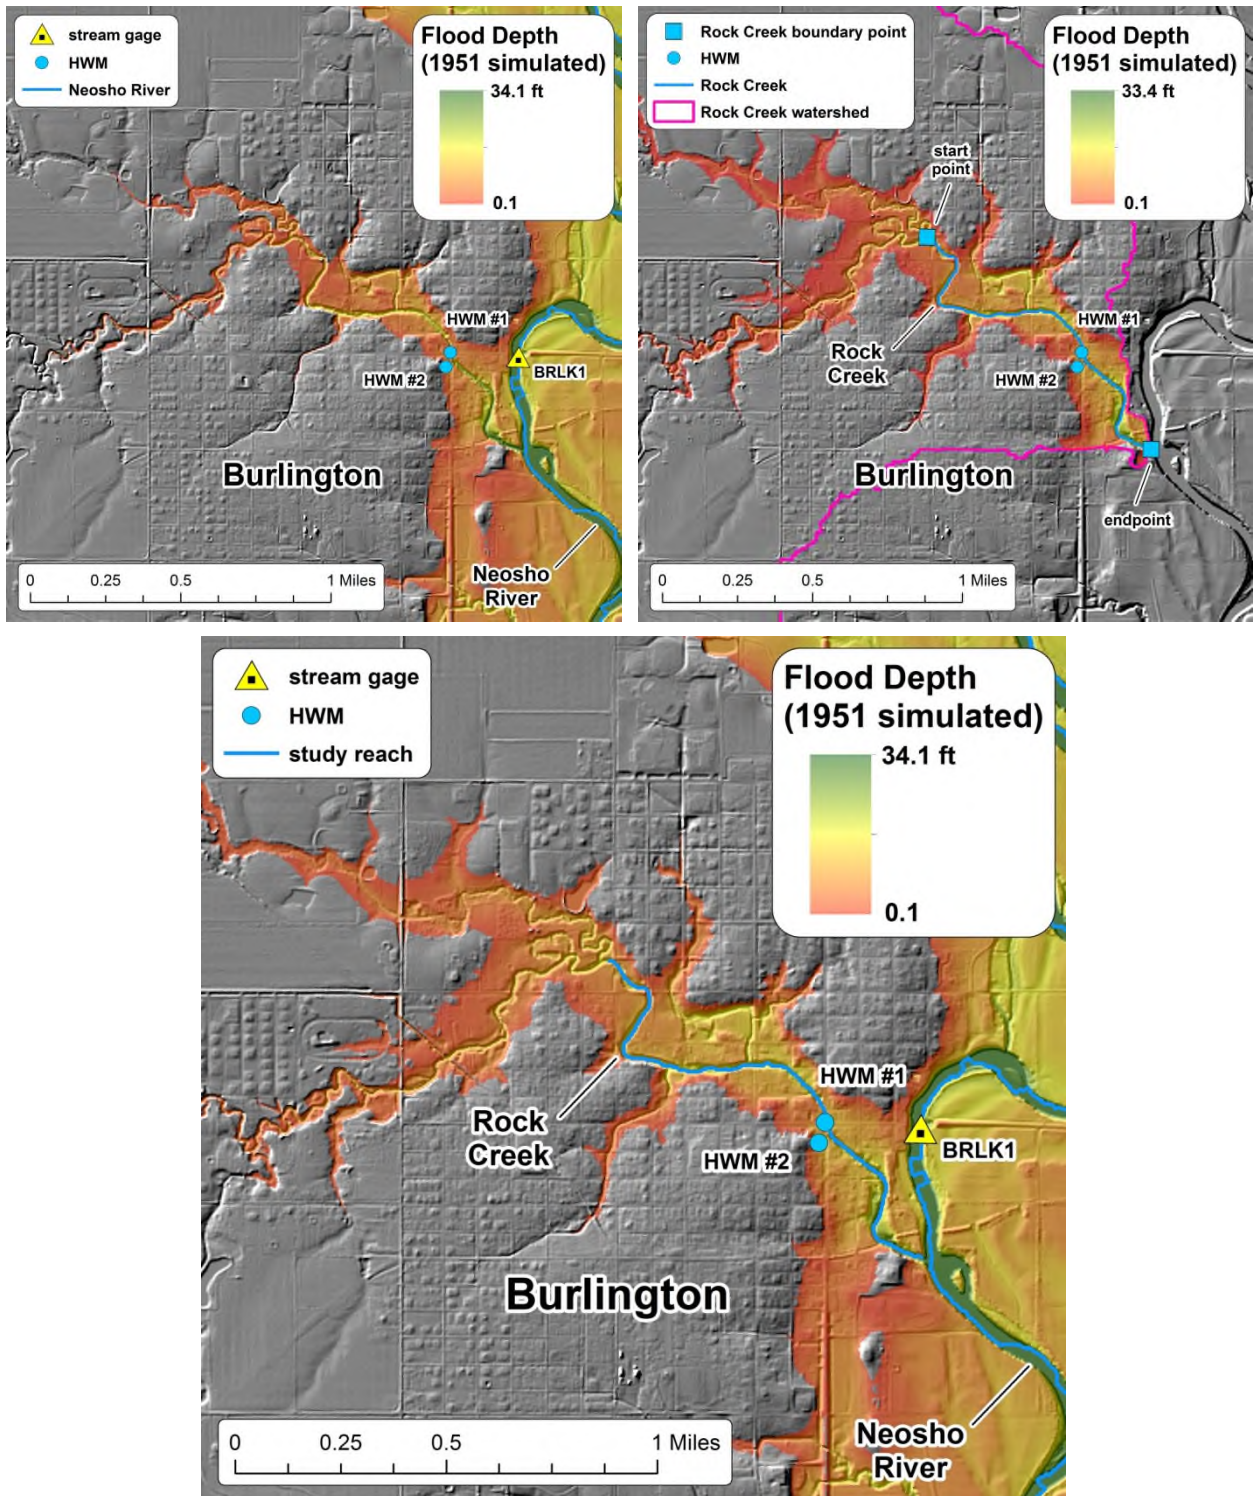 stream gage
HWM
Neosho River
Flood Depth
(1951 simulated)
34.1 ft
0.1
HWM #1
HWM #2
BRLK1
Burlington
Neosho
River
0 0.25 0.5 1 Miles
Rock Creek boundary point
HWM
Rock Creek
Rock Creek watershed
Flood Depth
(1951 simulated)
33.4 ft
0.1
start
point
Rock
Creek
HWM #1
HWM #2
Burlington
endpoint
0 0.25 0.5 1 Miles
stream gage
HWM
study reach
Flood Depth
(1951 simulated)
34.1 ft
0.1
HWM #1
Rock
Creek
HWM #2
BRLK1
Burlington
Neosho
River
0 0.25 0.5 1 Miles